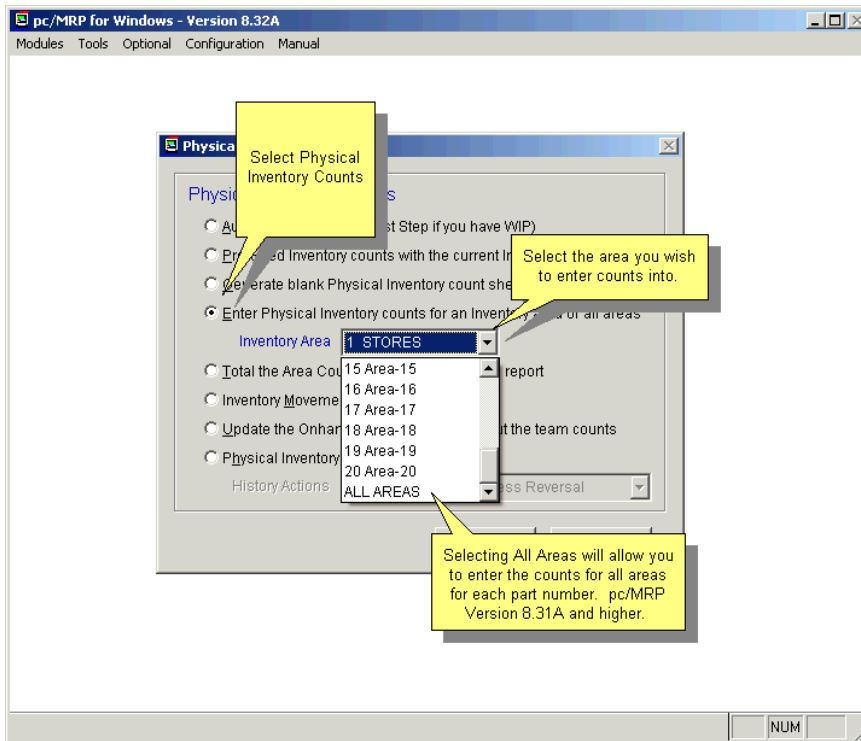 pc/MRP for Windows - Version 8.32A
Modules Tools Optional Configuration Manual
Physica
Select Physical
Inventory Counts
Physi s
st Step if you have WIP)
ed Inventory counts with the current I
Select the area you wish
to enter counts into.
erate blank Physical Inventory count she
Enter Physical Inventory counts for an Inventory area or all areas
Inventory Area 1 STORES
Total the Area Cou report
Inventory Moveme
Update the Onhan ut the team counts
Physical Inventory
History Actions ess Reversal
15 Area-15
16 Area-16
17 Area-17
18 Area-18
19 Area-19
20 Area-20
ALL AREAS
Selecting All Areas will allow you
to enter the counts for all areas
for each part number. pc/MRP
Version 8.31A and higher.
NUM